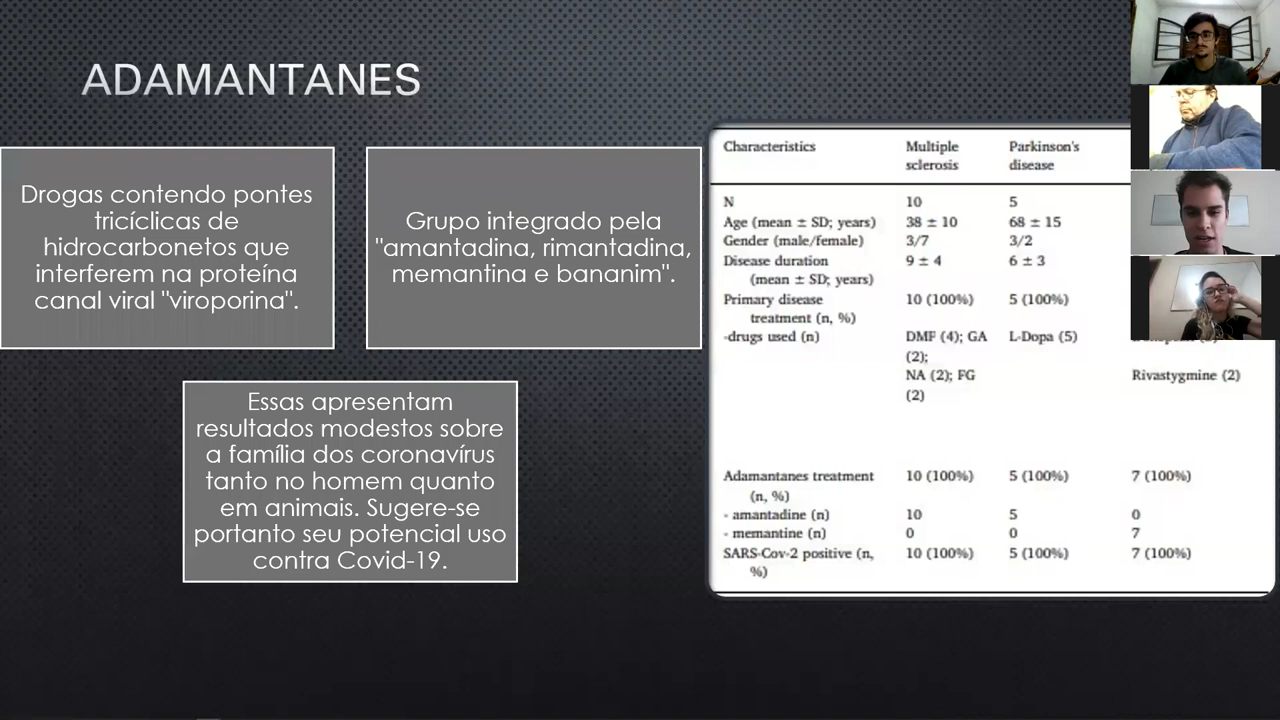 ADAMANTANES
Drogas contendo pontes
tricíclicas de
hidrocarbonetos que
interferem na proteína
canal viral "viroporina".
Grupo integrado pela
"amantadina, rimantadina,
memantina e bananim".
Essas apresentam
resultados modestos sobre
a família dos coronavírus
tanto no homem quanto
em animais. Sugere-se
portanto seu potencial uso
contra Covid-19.
Characteristics Multiple Parkinson's
sclerosis disease
N 10 5
Age (mean ± SD; years) 38 ± 10 68 ± 15
Gender (male/female) 3/7 3/2
Disease duration 9 ± 4 6 ± 3
(mean ± SD; years)
Primary disease 10 (100%) 5 (100%)
treatment (n, %)
-drugs used (n) DMF (4); GA L-Dopa (5)
(2);
NA (2); FG Rivastygmine (2)
(2)
Adamantanes treatment 10 (100%) 5 (100%) 7 (100%)
(n, %)
- amantadine (n) 10 5 0
- memantine (n) 0 0 7
SARS-Cov-2 positive (n, 10 (100%) 5 (100%) 7 (100%)
%)